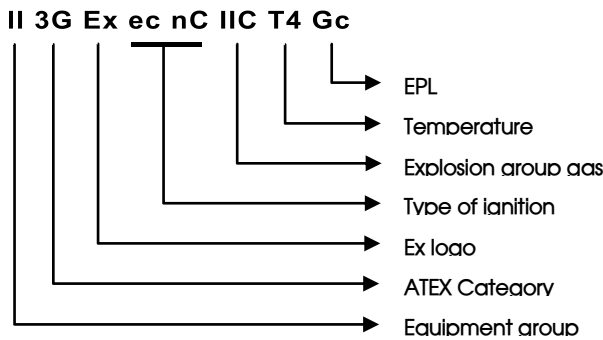 II 3G Ex ec nC IIC T4 Gc
EPL
Temperature
Explosion group gas
Type of ignition
Ex logo
ATEX Category
Equipment group